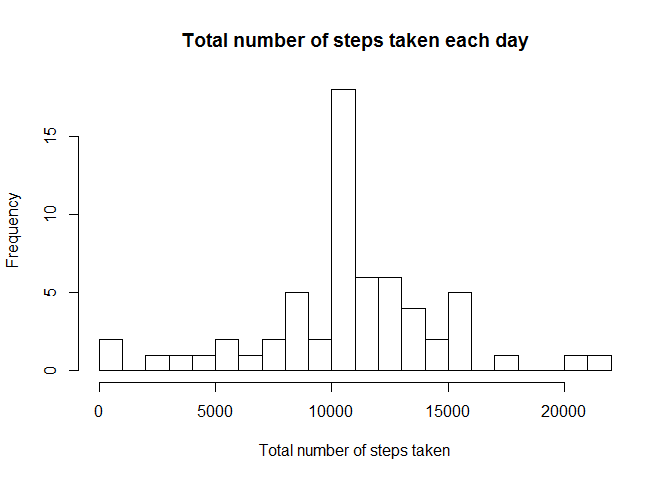 Total number of steps taken each day
Frequency
15
10
5
0
0 5000 10000 15000 20000
Total number of steps taken